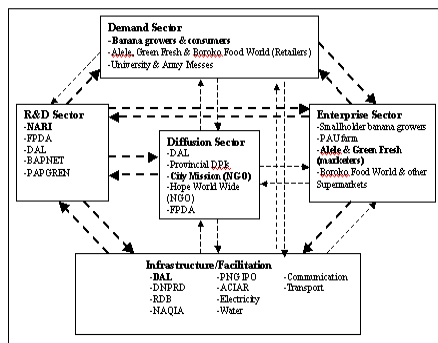 Demand Sector
-Banana growers & consumers
-Alele, Green Fresh & Boroko Food World (Retailers)
-University & Army Messes
R&D Sector
-NARI
-FPDA
-DAL
-BAPNET
-PAPGREN
Diffusion Sector
-DAL
-Provincial DPIs
-City Mission (NGO)
-Hope World Wide
(NGO)
-FPDA
Enterprise Sector
-Smallholder banana growers
-PAU farm
-Alele & Green Fresh
(marketers)
-Boroko Food World & other
Supermarkets
Infrastructure/Facilitation
-DAL
-DNPRD
-RDB
-NAQIA
-PNG IPO
-ACIAR
-Electricity
-Water
-Communication
-Transport